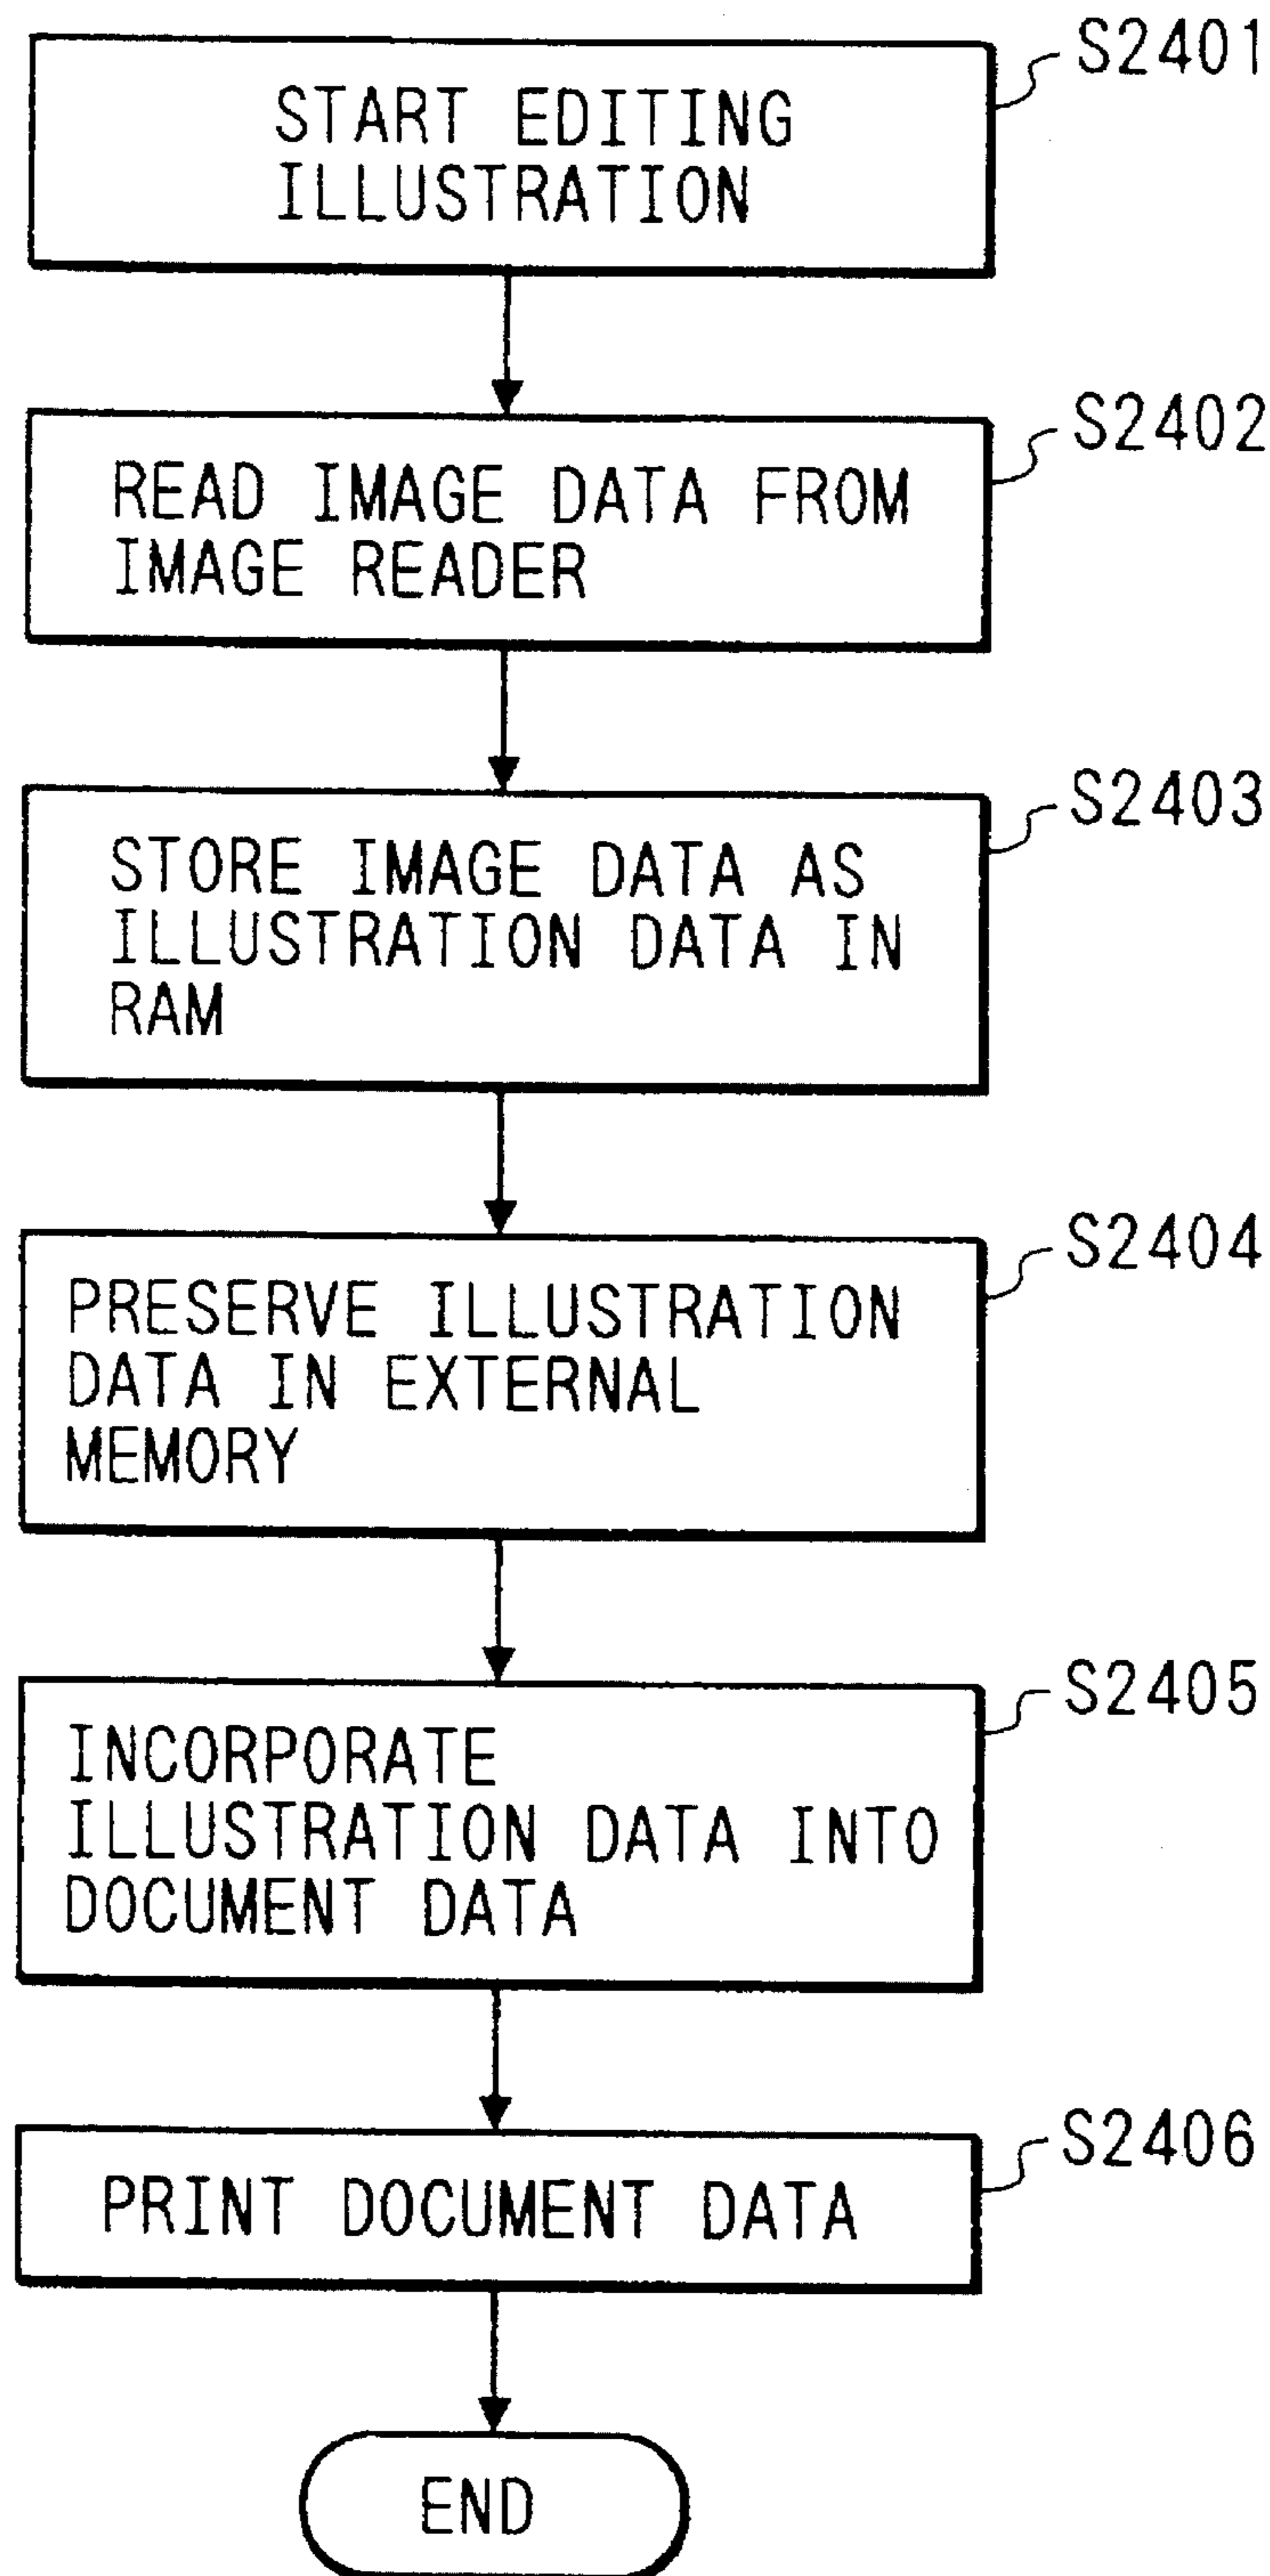 S2401
START EDITING
ILLUSTRATION
S2402
READ IMAGE DATA FROM
IMAGE READER
S2403
STORE IMAGE DATA AS
ILLUSTRATION DATA IN
RAM
S2404
PRESERVE ILLUSTRATION
DATA IN EXTERNAL
MEMORY
S2405
INCORPORATE
ILLUSTRATION DATA INTO
DOCUMENT DATA
S2406
PRINT DOCUMENT DATA
END